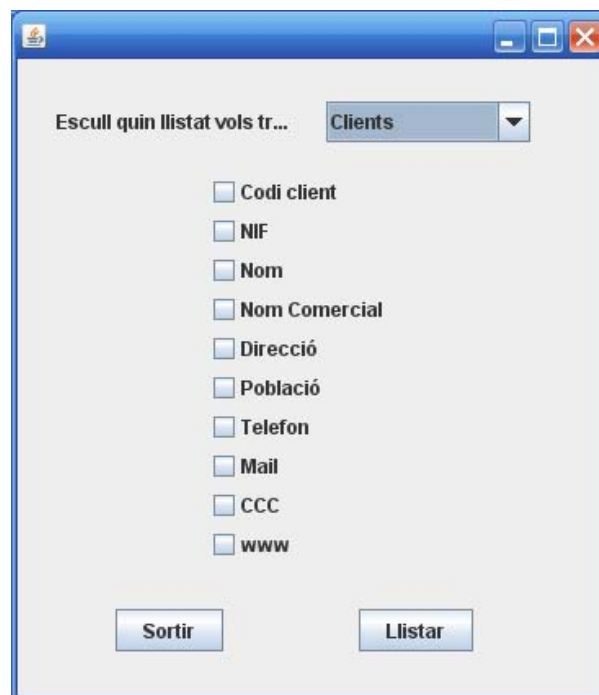 Escull quin llistat vols tr... Clients
Codi client
NIF
Nom
Nom Comercial
Direcció
Població
Telefon
Mail
CCC
www
Sortir Llistar